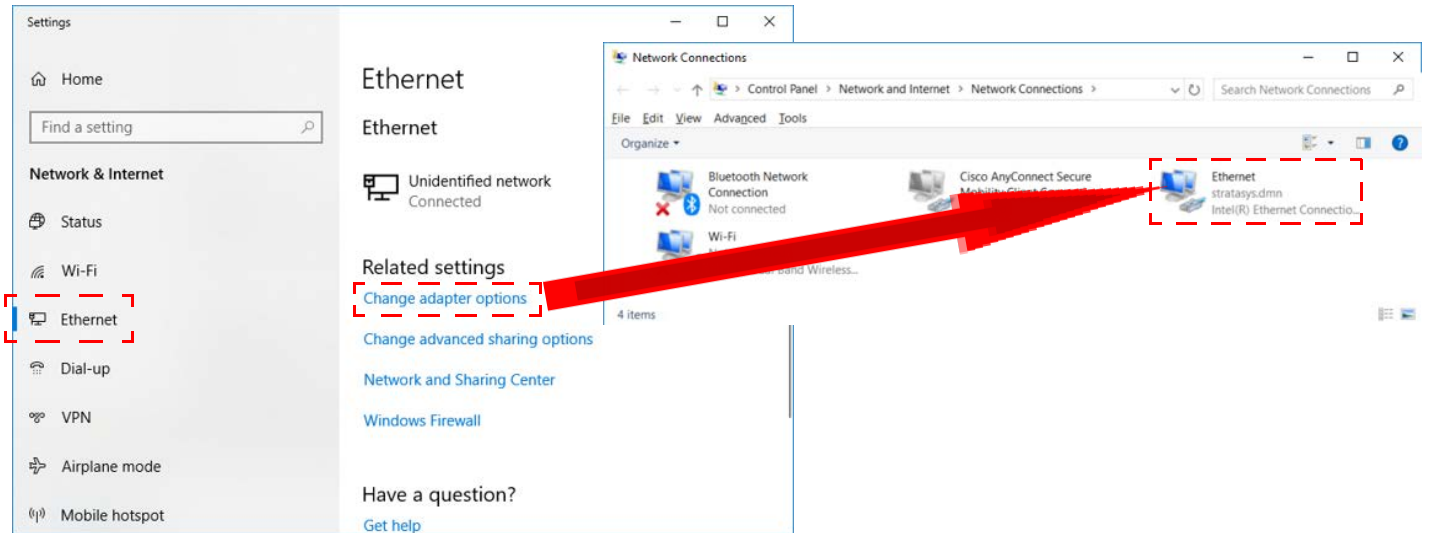 Settings
Home
Find a setting
Network & Internet
Status
Wi-Fi
Ethernet
Dial-up
VPN
Airplane mode
Mobile hotspot
Ethernet
Ethernet
Unidentified network
Connected
Related settings
Change adapter options
Change advanced sharing options
Network and Sharing Center
Windows Firewall
Have a question?
Get help
Network Connections
Control Panel > Network and Internet > Network Connections >
Search Network Connections
File Edit View Advanced Tools
Organize
Bluetooth Network
Connection
Not connected
Cisco AnyConnect Secure
Mobility Client
Ethernet
stratasys.dmn
Intel(R) Ethernet Connectio...
Wi-Fi
Band Wireless...
4 items